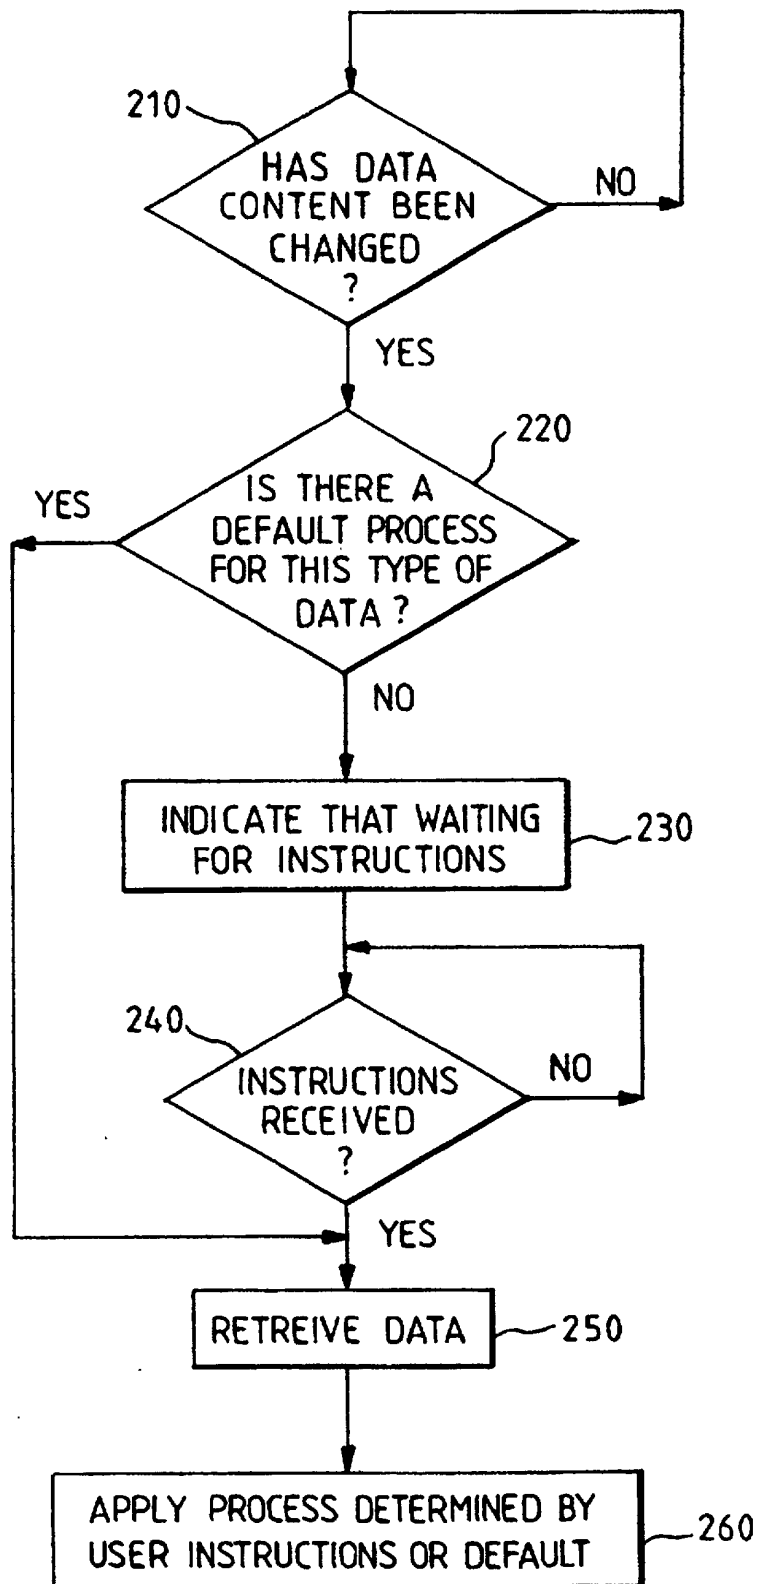 210
HAS DATA
CONTENT BEEN
CHANGED
?
NO
YES
220
YES
IS THERE A
DEFAULT PROCESS
FOR THIS TYPE OF
DATA ?
NO
INDICATE THAT WAITING
FOR INSTRUCTIONS
230
240
INSTRUCTIONS
RECEIVED
?
NO
YES
RETREIVE DATA
250
APPLY PROCESS DETERMINED BY
USER INSTRUCTIONS OR DEFAULT
260